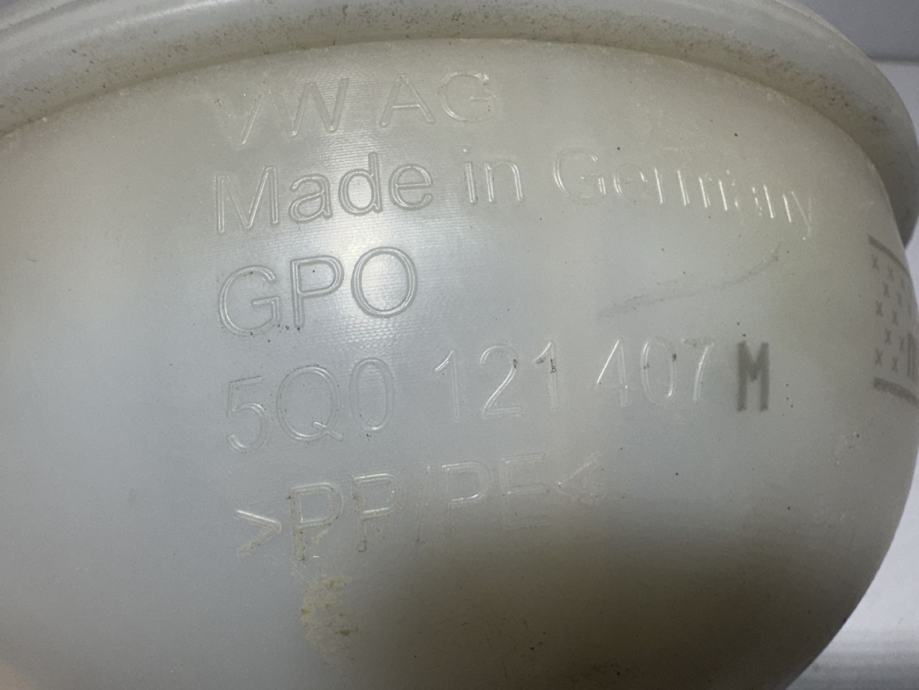 VW AG
Made in Germany
GPO
5Q0 121 407 M
>PP/PE<